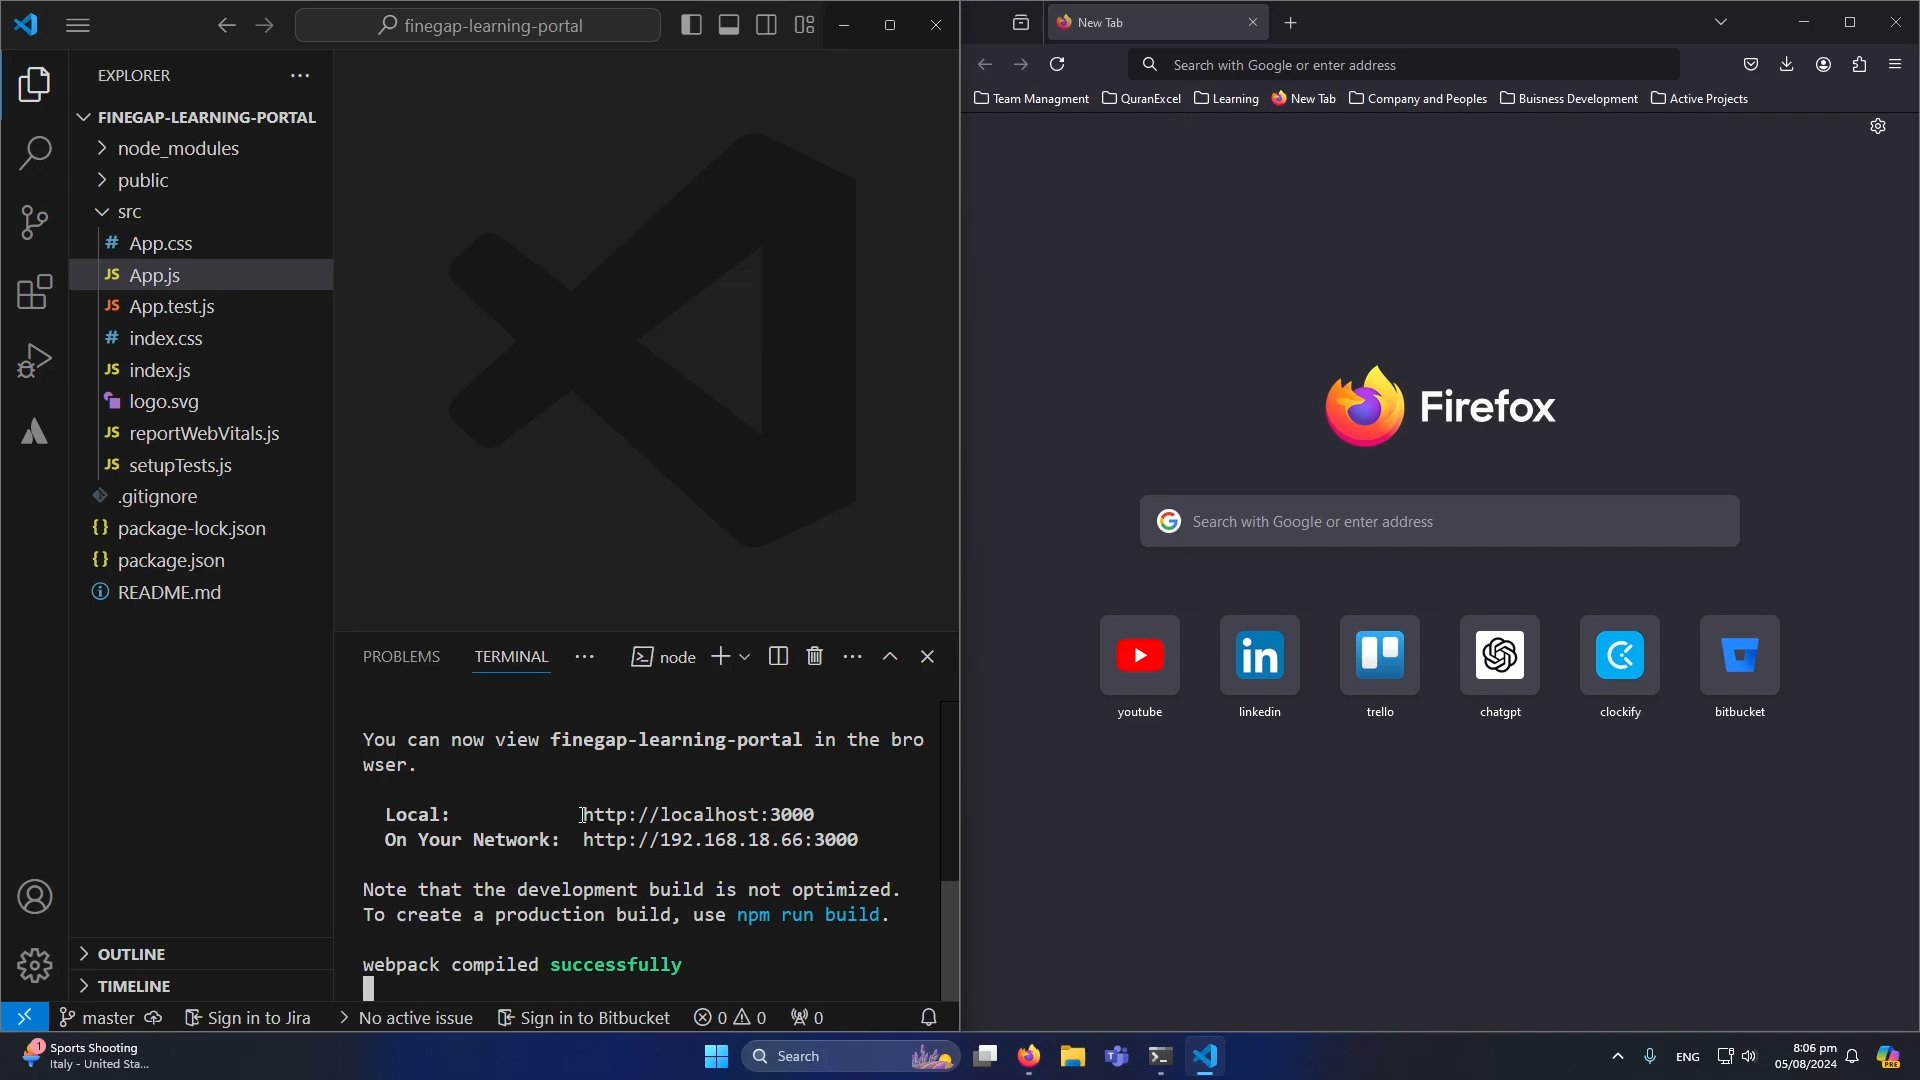 finegap-learning-portal
EXPLORER
FINEGAP-LEARNING-PORTAL
node_modules
public
src
App.css
JS App.js
JS App.test.js
index.css
JS index.js
logo.svg
JS reportWebVitals.js
JS setupTests.js
.gitignore
package-lock.json
package.json
README.md
OUTLINE
TIMELINE
PROBLEMS TERMINAL node
You can now view finegap-learning-portal in the bro
wser.
Local: http://localhost:3000
On Your Network: http://192.168.18.66:3000
Note that the development build is not optimized.
To create a production build, use npm run build.
webpack compiled successfully
master Sign in to Jira No active issue Sign in to Bitbucket 0 0 0
New Tab
Search with Google or enter address
Team Managment QuranExcel Learning New Tab Company and Peoples Buisness Development Active Projects
Firefox
Search with Google or enter address
youtube linkedin trello chatgpt clockify bitbucket
1 Sports Shooting
Italy - United Sta...
Search
ENG
8:06 pm
05/08/2024
PRE